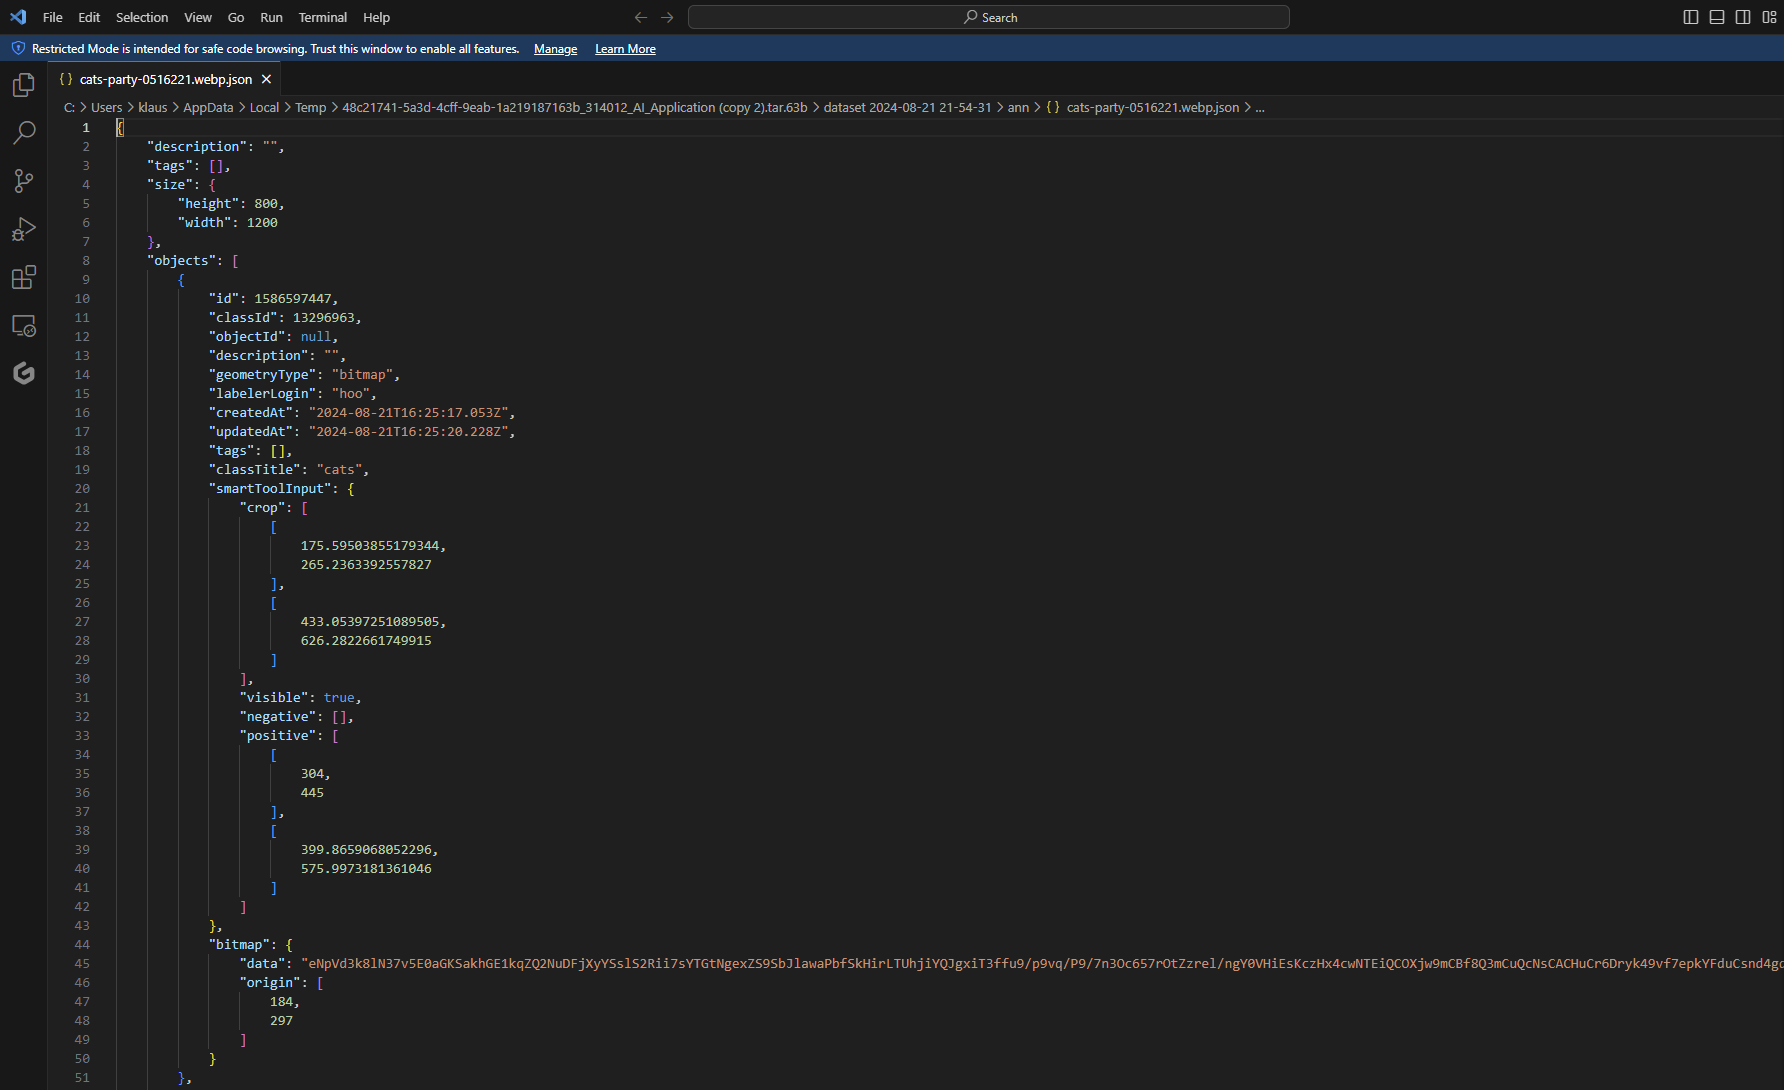 File Edit Selection View Go Run Terminal Help Search
Restricted Mode is intended for safe code browsing. Trust this window to enable all features. Manage Learn More
{} cats-party-0516221.webp.json ×
C: > Users > klaus > AppData > Local > Temp > 48c21741-5a3d-4cff-9eab-1a219187163b_314012_AI_Application (copy 2).tar.63b > dataset 2024-08-21 21-54-31 > ann > {} cats-party-0516221.webp.json > ...
1 {
2 "description": "",
3 "tags": [],
4 "size": {
5 "height": 800,
6 "width": 1200
7 },
8 "objects": [
9 {
10 "id": 1586597447,
11 "classId": 13296963,
12 "objectId": null,
13 "description": "",
14 "geometryType": "bitmap",
15 "labelerLogin": "hoo",
16 "createdAt": "2024-08-21T16:25:17.053Z",
17 "updatedAt": "2024-08-21T16:25:20.228Z",
18 "tags": [],
19 "classTitle": "cats",
20 "smartToolInput": {
21 "crop": [
22 [
23 175.59503855179344,
24 265.2363392557827
25 ],
26 [
27 433.05397251089505,
28 626.2822661749915
29 ]
30 ],
31 "visible": true,
32 "negative": [],
33 "positive": [
34 [
35 304,
36 445
37 ],
38 [
39 399.8659068052296,
40 575.9973181361046
41 ]
42 ]
43 },
44 "bitmap": {
45 "data": "eNpVd3k8lN37v5E0aGKSakhGE1kqZQ2NuDFjXyYSslS2Rii7sYTGtNgexZS9SbJlawaPbfSkHirLTUhjiYQJgxiT3ffu9/p9vq/P9/7n3Oc657rOtZzrel/ngY0VHiEsKczHx4cwNTEiQCOXjw9mCBf8Q3mCuQcNsCACHuCr6Dryk49vf7epkYFduCsnd4gd
46 "origin": [
47 184,
48 297
49 ]
50 }
51 },